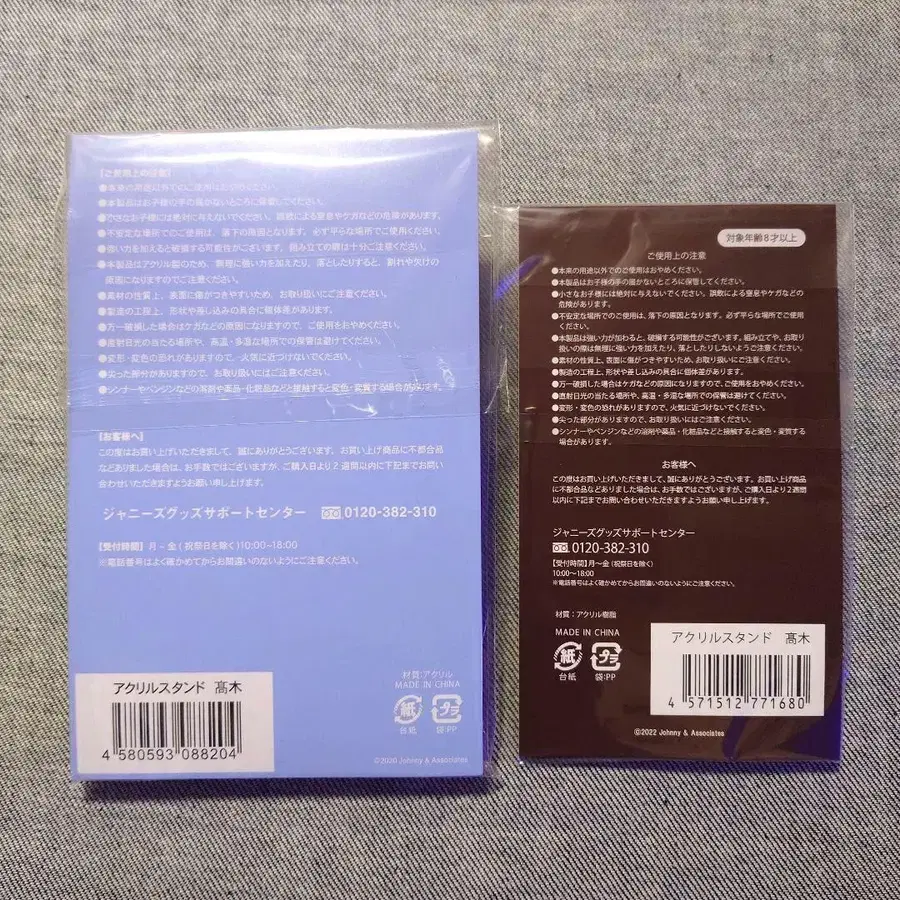 【ご使用上の注意】
●本来の用途以外でのご使用はおやめください。
●本製品はお子様の手の届かないところに保管してください。
●小さなお子様には絶対に与えないでください。誤飲による窒息やケガなどの危険があります。
●不安定な場所でのご使用は、落下の原因となります。必ず平らな場所でご使用ください。
●強い力を加えると破損する可能性がございます。組み立ての際は十分ご注意ください。
●本製品はアクリル製のため、無理に強い力を加えたり、落としたりすると、割れや欠けの
原因になりますのでご注意ください。
●素材の性質上、表面に傷がつきやすいため、お取り扱いにご注意ください。
●製造の工程上、形状や差し込みの具合に個体差があります。
●万一破損した場合はケガなどの原因になりますので、ご使用をおやめください。
●直射日光の当たる場所や、高温・多湿な場所での保管は避けてください。
●変形・変色の恐れがありますので、火気に近づけないでください。
●尖った部分がありますので、お取り扱いにはご注意ください。
●シンナーやベンジンなどの溶剤や薬品・化粧品などと接触すると変色・変質する場合があります。
【お客様へ】
この度はお買い上げいただきまして、誠にありがとうございます。お買い上げ商品に不都合品
などありました場合は、お手数ではございますが、ご購入日より2週間以内に下記までお問い
合わせいただきますようお願い申し上げます。
ジャニーズグッズサポートセンター 0120-382-310
【受付時間】月~金(祝祭日を除く)10:00~18:00
※電話番号はよく確かめてからお間違いのないようにご注意ください。
材質:アクリル
MADE IN CHINA
紙 プラ
台紙 袋:PP
アクリルスタンド 髙木
4 580593 088204
©2020 Johnny & Associates
対象年齢8才以上
ご使用上の注意
●本来の用途以外でのご使用はおやめください。
●本製品はお子様の手の届かないところに保管してください。
●小さなお子様には絶対に与えないでください。誤飲による窒息やケガなどの
危険があります。
●不安定な場所でのご使用は、落下の原因となります。必ず平らな場所でご使用
ください。
●本製品は強い力が加わると、破損する可能性がございます。組み立てや、お取り
扱いの際は無理に強い力を加えたり、落としたりしないようご注意ください。
●素材の性質上、表面に傷がつきやすいため、お取り扱いにご注意ください。
●製造の工程上、形状や差し込みの具合に個体差があります。
●万一破損した場合はケガなどの原因になりますので、ご使用をおやめください。
●直射日光の当たる場所や、高温・多湿な場所での保管は避けてください。
●変形・変色の恐れがありますので、火気に近づけないでください。
●尖った部分がありますので、お取り扱いにはご注意ください。
●シンナーやベンジンなどの溶剤や薬品・化粧品などと接触すると変色・変質する
場合があります。
お客様へ
この度はお買い上げいただきまして、誠にありがとうございます。お買い上げ商品
に不都合品などありました場合は、お手数ではございますが、ご購入日より2週間
以内に下記までお問い合わせいただきますようお願い申し上げます。
ジャニーズグッズサポートセンター
0120-382-310
【受付時間】月~金(祝祭日を除く)
10:00~18:00
※電話番号はよく確かめてからお間違いのないようにご注意ください。
材質:アクリル樹脂
MADE IN CHINA
紙 プラ
台紙 袋:PP
アクリルスタンド 髙木
4 571512 771680
©2022 Johnny & Associates